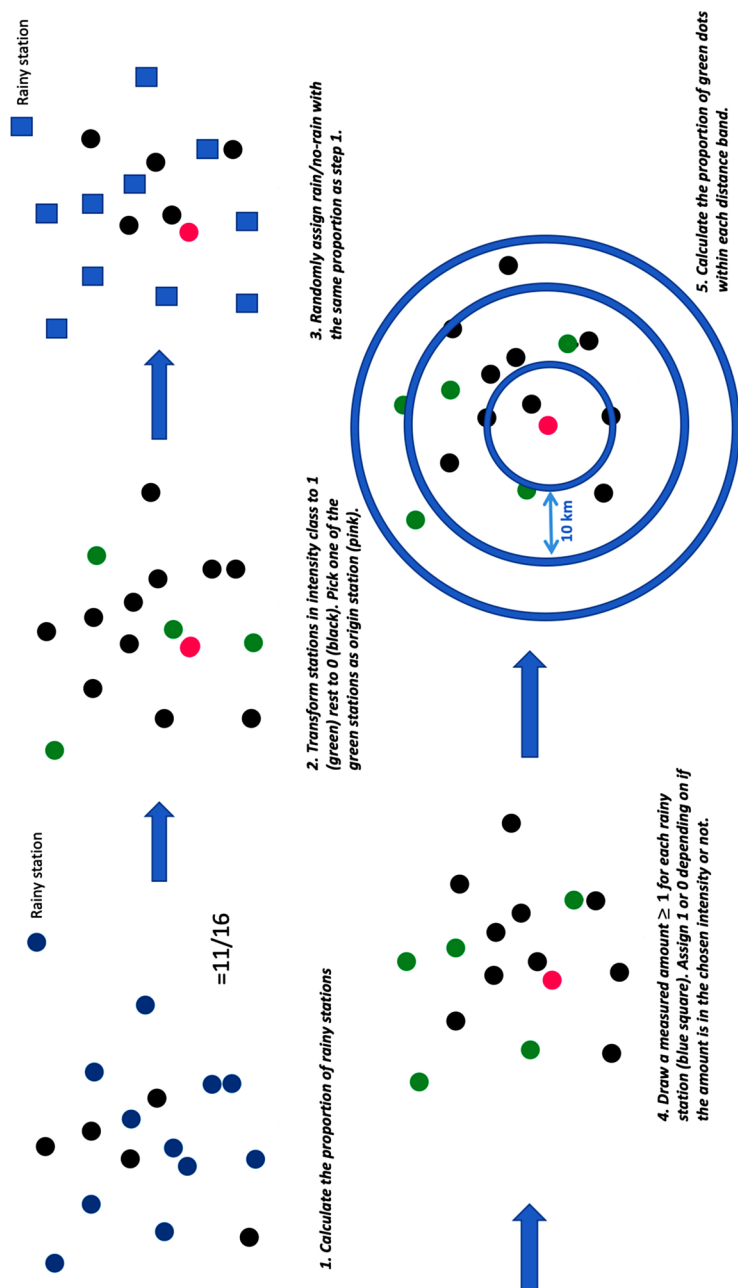 Rainy station
=11/16
1. Calculate the proportion of rainy stations
2. Transform stations in intensity class to 1
(green) rest to 0 (black). Pick one of the
green stations as origin station (pink).
Rainy station
3. Randomly assign rain/no-rain with
the same proportion as step 1.
4. Draw a measured amount ≥ 1 for each rainy
station (blue square). Assign 1 or 0 depending on if
the amount is in the chosen intensity or not.
10 km
5. Calculate the proportion of green dots
within each distance band.